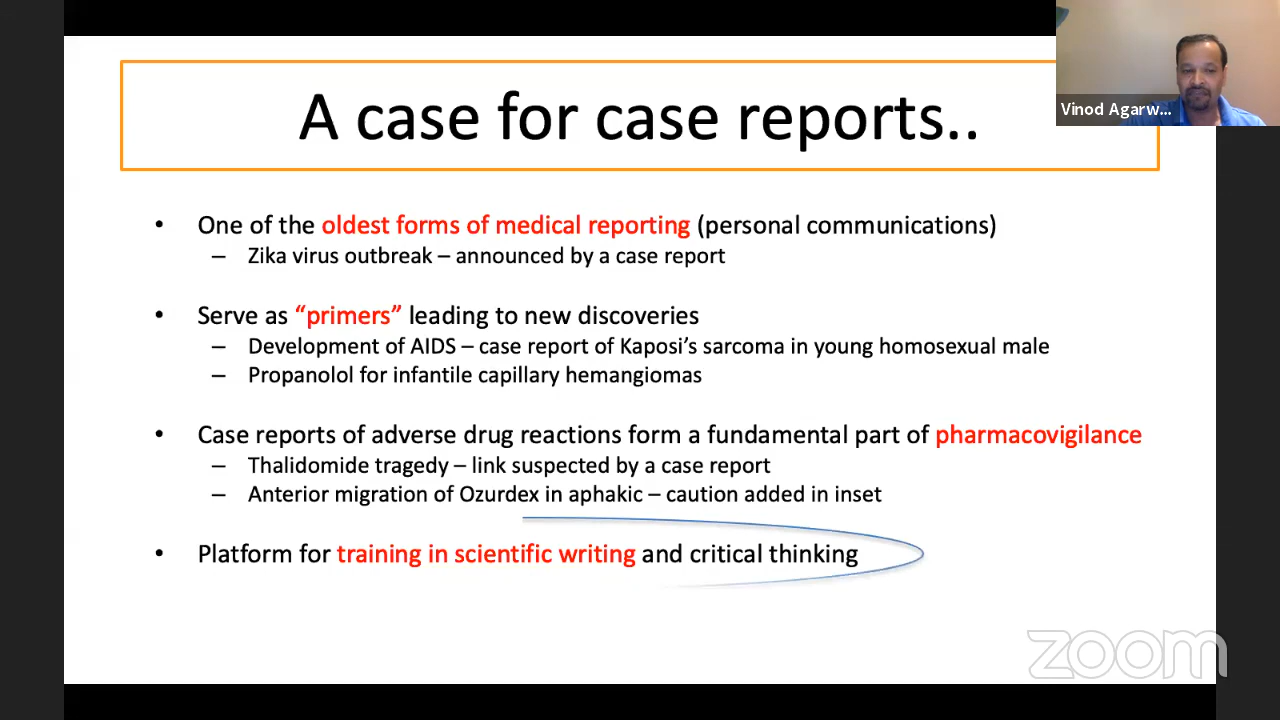 A case for case reports..
Vinod Agarw...
• One of the oldest forms of medical reporting (personal communications)
– Zika virus outbreak – announced by a case report
• Serve as “primers” leading to new discoveries
– Development of AIDS – case report of Kaposi’s sarcoma in young homosexual male
– Propanolol for infantile capillary hemangiomas
• Case reports of adverse drug reactions form a fundamental part of pharmacovigilance
– Thalidomide tragedy – link suspected by a case report
– Anterior migration of Ozurdex in aphakic – caution added in inset
• Platform for training in scientific writing and critical thinking
zoom